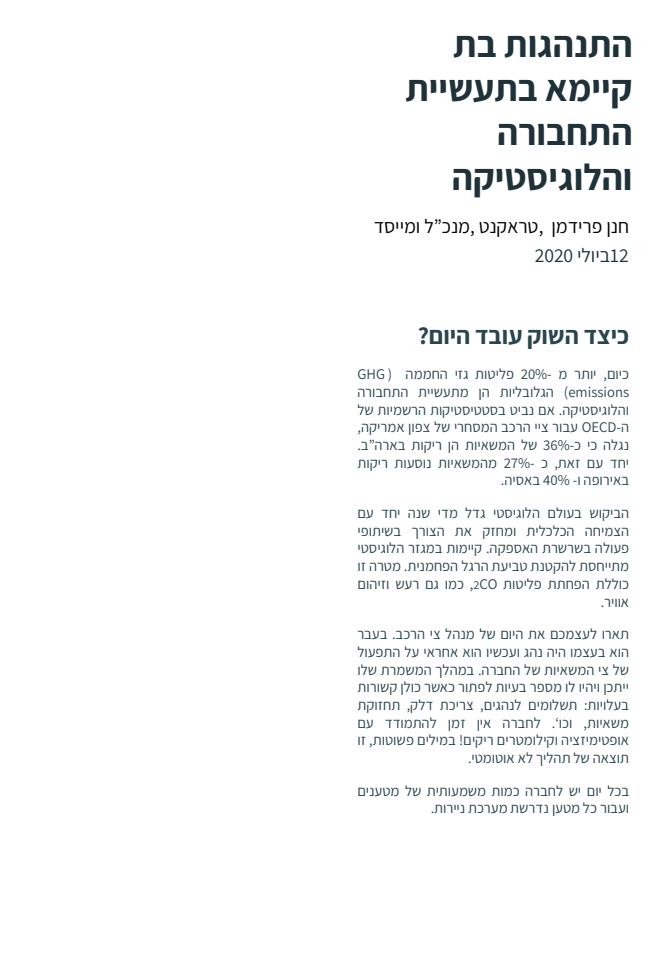 התנהגות בת
קיימא בתעשיית
התחבורה
והלוגיסטיקה
חנן פרידמן ,טראקנט ,מנכ”ל ומייסד
12ביולי 2020
כיצד השוק עובד היום?
כיום, יותר מ -20% פליטות גזי החממה (GHG
emissions) הגלובליות הן מתעשיית התחבורה
והלוגיסטיקה. אם נביט בסטטיסטיקות הרשמיות של
ה-OECD עבור ציי הרכב המסחרי של צפון אמריקה,
נגלה כי כ-36% של המשאיות הן ריקות בארה”ב.
יחד עם זאת, כ -27% מהמשאיות נוסעות ריקות
באירופה ו- 40% באסיה.
הביקוש בעולם הלוגיסטי גדל מדי שנה יחד עם
הצמיחה הכלכלית ומחזק את הצורך בשיתופי
פעולה בשרשרת האספקה. קיימות במגזר הלוגיסטי
מתייחסת להקטנת טביעת הרגל הפחמנית. מטרה זו
כוללת הפחתת פליטות 2CO, כמו גם רעש וזיהום
אוויר.
תארו לעצמכם את היום של מנהל צי הרכב. בעבר
הוא בעצמו היה נהג ועכשיו הוא אחראי על התפעול
של צי המשאיות של החברה. במהלך המשמרת שלו
ייתכן ויהיו לו מספר בעיות לפתור כאשר כולן קשורות
בעלויות: תשלומים לנהגים, צריכת דלק, תחזוקת
משאיות, וכו‘. לחברה אין זמן להתמודד עם
אופטימיזציה וקילומטרים ריקים! במילים פשוטות, זו
תוצאה של תהליך לא אוטומטי.
בכל יום יש לחברה כמות משמעותית של מטענים
ועבור כל מטען נדרשת מערכת ניירות.